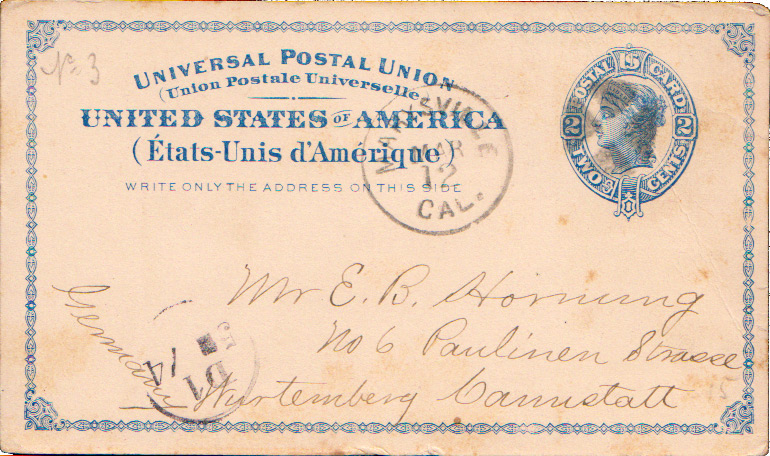 No. 3
UNIVERSAL POSTAL UNION
(Union Postale Universelle)
UNITED STATES OF AMERICA
(États-Unis d'Amérique)
WRITE ONLY THE ADDRESS ON THIS SIDE
MARYSVILLE
MAR
12
CAL.
POSTAL U S CARD
2 2
TWO CENTS
Mr E. B. Hornung
No 6 Paulinen Strasse
Wurtemberg Cannstatt
Germany